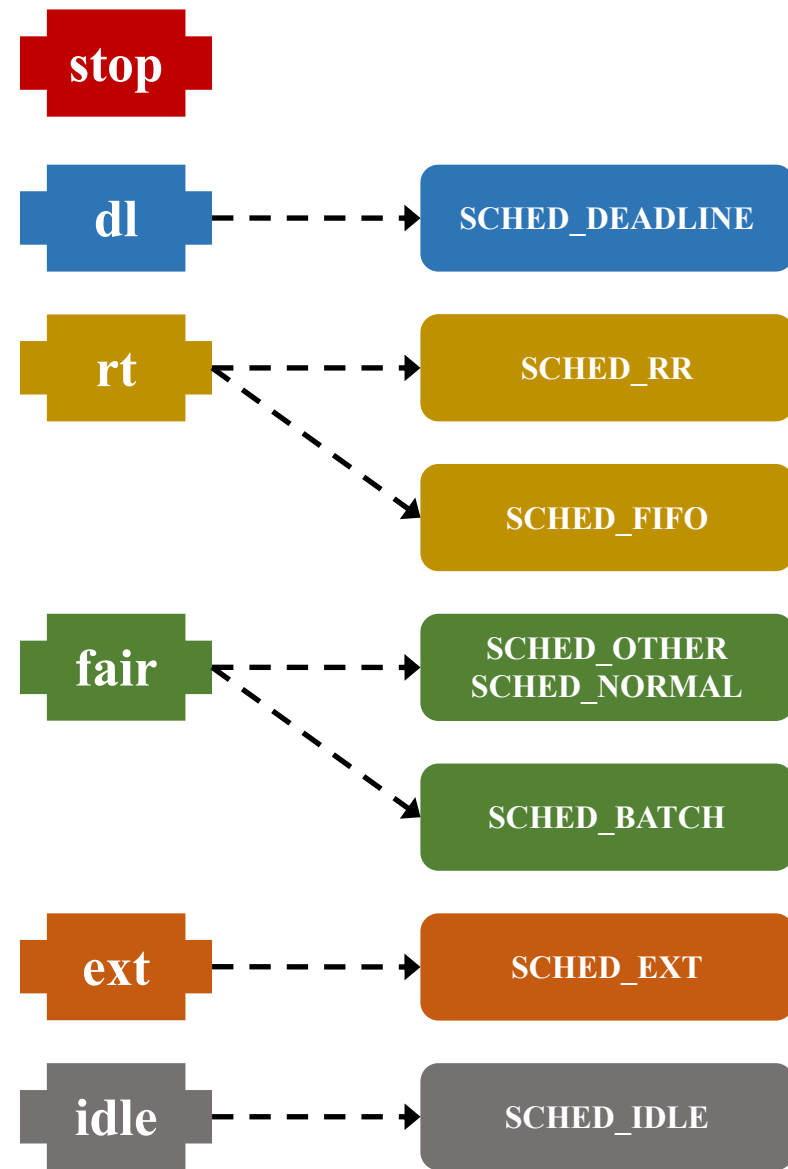 stop
dl
SCHED_DEADLINE
rt
SCHED_RR
SCHED_FIFO
fair
SCHED_OTHER
SCHED_NORMAL
SCHED_BATCH
ext
SCHED_EXT
idle
SCHED_IDLE